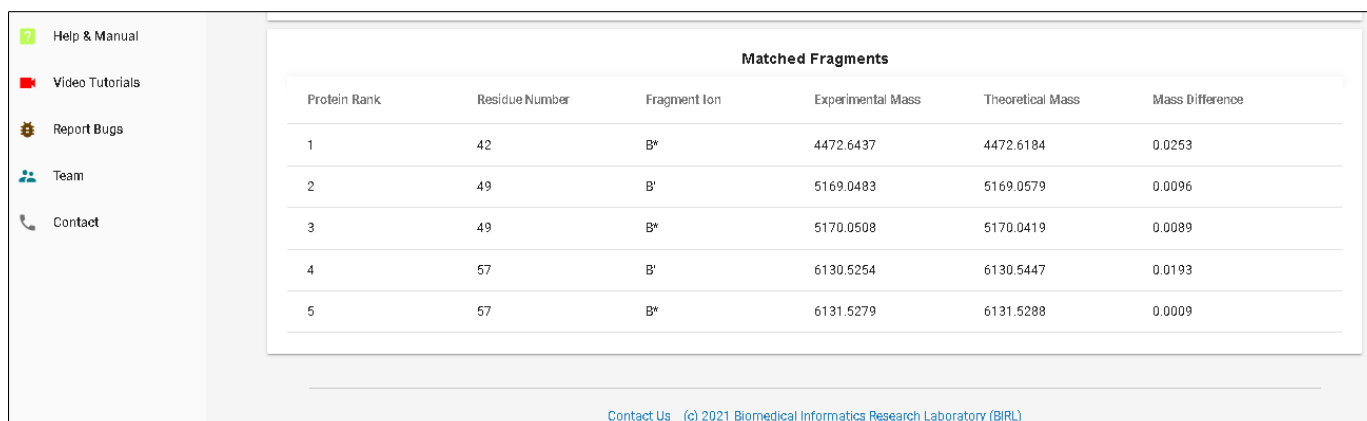 Help & Manual
Video Tutorials
Report Bugs
Team
Contact
Matched Fragments
Protein Rank Residue Number Fragment Ion Experimental Mass Theoretical Mass Mass Difference
1 42 B* 4472.6437 4472.6184 0.0253
2 49 B' 5169.0483 5169.0579 0.0096
3 49 B* 5170.0508 5170.0419 0.0089
4 57 B' 6130.5254 6130.5447 0.0193
5 57 B* 6131.5279 6131.5288 0.0009
Contact Us (c) 2021 Biomedical Informatics Research Laboratory (BIRL)